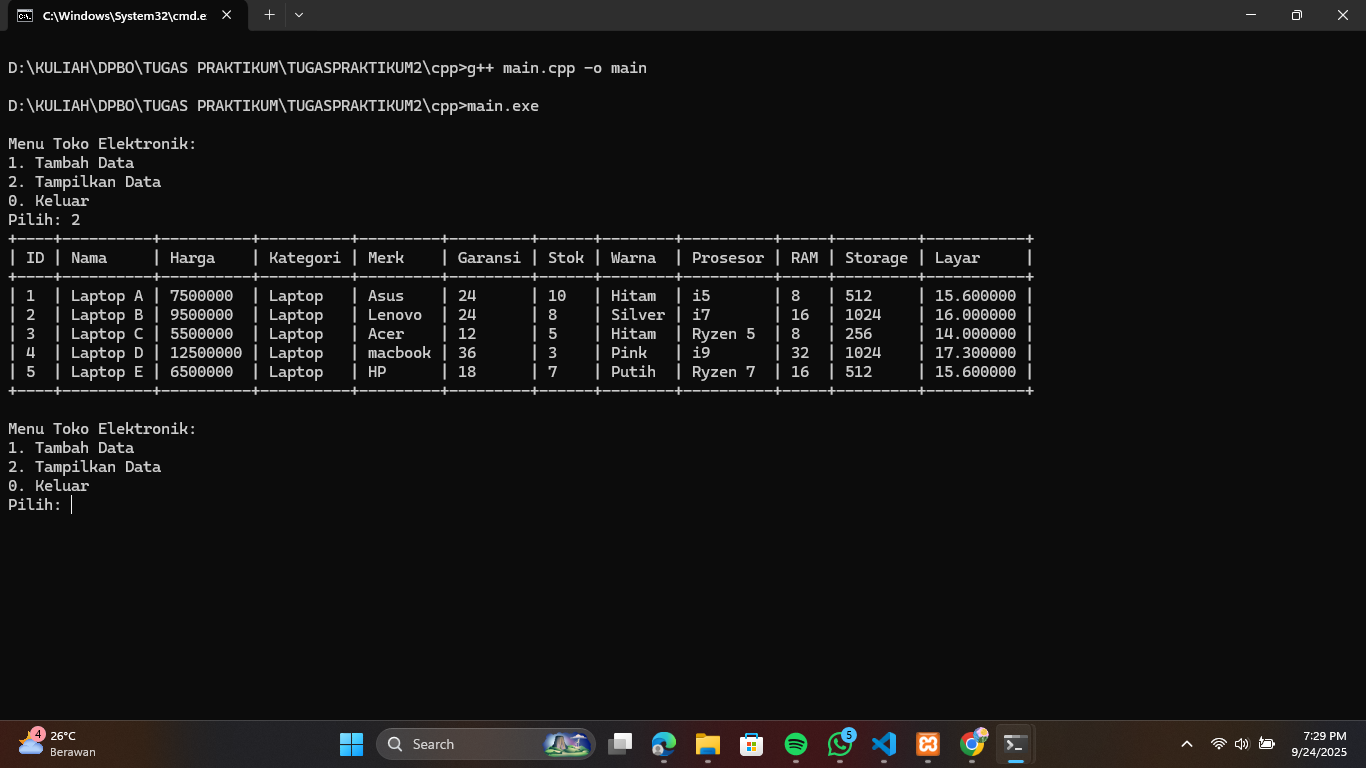 C:\Windows\System32\cmd.e
D:\KULIAH\DPBO\TUGAS PRAKTIKUM\TUGASPRAKTIKUM2\cpp>g++ main.cpp -o main
D:\KULIAH\DPBO\TUGAS PRAKTIKUM\TUGASPRAKTIKUM2\cpp>main.exe
Menu Toko Elektronik:
1. Tambah Data
2. Tampilkan Data
0. Keluar
Pilih: 2
+----+----------+----------+----------+---------+----------+------+--------+-----------+-----+---------+-----------+
| ID | Nama     | Harga    | Kategori | Merk    | Garansi | Stok | Warna  | Prosesor | RAM | Storage | Layar     |
+----+----------+----------+----------+---------+---------+------+--------+----------+-----+---------+-----------+
| 1  | Laptop A | 7500000  | Laptop   | Asus    | 24      | 10   | Hitam  | i5       | 8   | 512     | 15.600000 |
| 2  | Laptop B | 9500000  | Laptop   | Lenovo  | 24      | 8    | Silver | i7       | 16  | 1024    | 16.000000 |
| 3  | Laptop C | 5500000  | Laptop   | Acer    | 12      | 5    | Hitam  | Ryzen 5  | 8   | 256     | 14.000000 |
| 4  | Laptop D | 12500000 | Laptop   | macbook | 36      | 3    | Pink   | i9       | 32  | 1024    | 17.300000 |
| 5  | Laptop E | 6500000  | Laptop   | HP      | 18      | 7    | Putih  | Ryzen 7  | 16  | 512     | 15.600000 |
+----+----------+----------+----------+---------+---------+------+--------+----------+-----+---------+-----------+
Menu Toko Elektronik:
1. Tambah Data
2. Tampilkan Data
0. Keluar
Pilih:
4
26°C
Berawan
Search
5
7:29 PM
9/24/2025